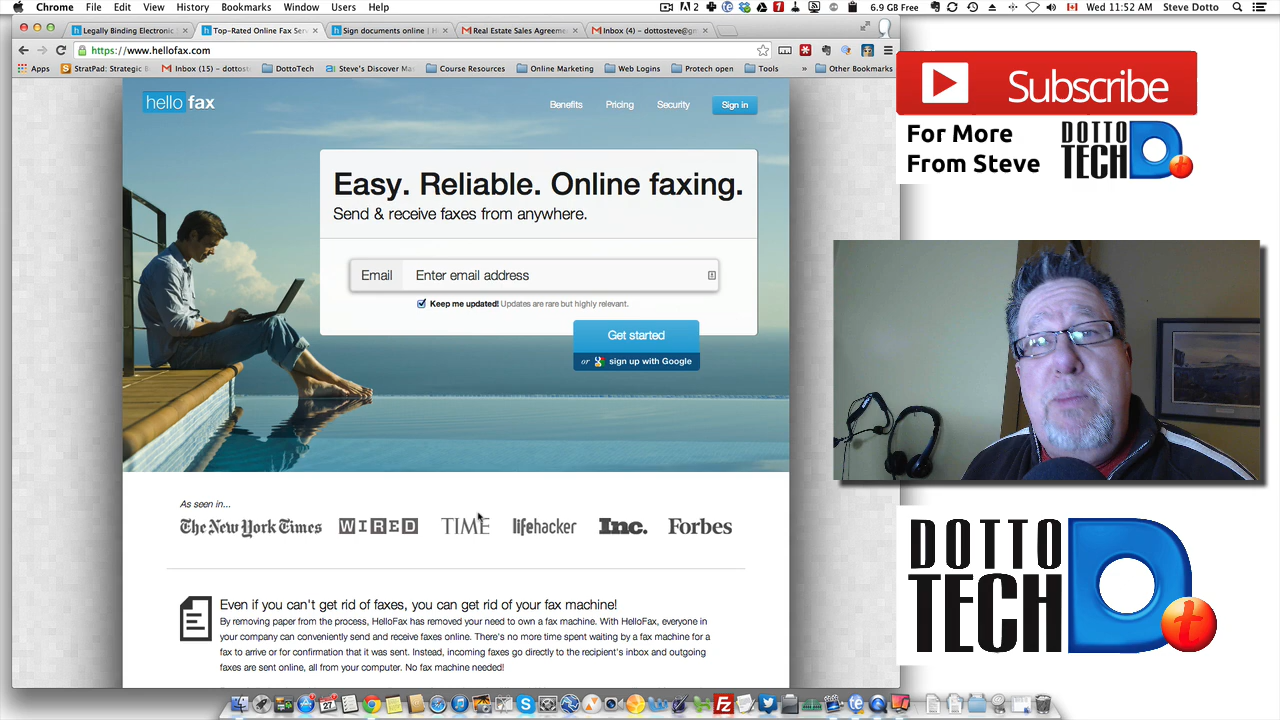 Chrome File Edit View History Bookmarks Window Users Help
2 7 1 6.9 GB Free Wed 11:52 AM Steve Dotto
Legally Binding Electronic Top-Rated Online Fax Serv Sign documents online | H Real Estate Sales Agreeme Inbox (4) – dottosteve@gm
https://www.hellofax.com
Apps StratPad: Strategic B Inbox (15) – dottos DottoTech Steve's Discover Ma Course Resources Online Marketing Web Logins Protech open Tools » Other Bookmarks
hello fax Benefits Pricing Security Sign in
Easy. Reliable. Online faxing.
Send & receive faxes from anywhere.
Email Enter email address
Keep me updated! Updates are rare but highly relevant.
Get started
or sign up with Google
As seen in...
The New York Times WIRED TIME lifehacker Inc. Forbes
Even if you can't get rid of faxes, you can get rid of your fax machine!
By removing paper from the process, HelloFax has removed your need to own a fax machine. With HelloFax, everyone in
your company can conveniently send and receive faxes online. There's no more time spent waiting by a fax machine for
a fax to arrive or for confirmation that it was sent. Instead, incoming faxes go directly to the recipient's inbox and outgoing
faxes are sent online, all from your computer. No fax machine needed!
Subscribe
For More
From Steve
DOTTO
TECH D t
DOTTO
TECH D t